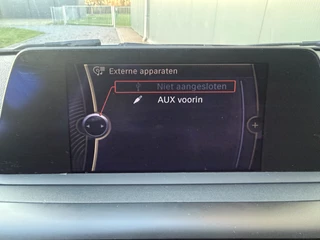 Externe apparaten
Niet aangesloten
AUX voorin